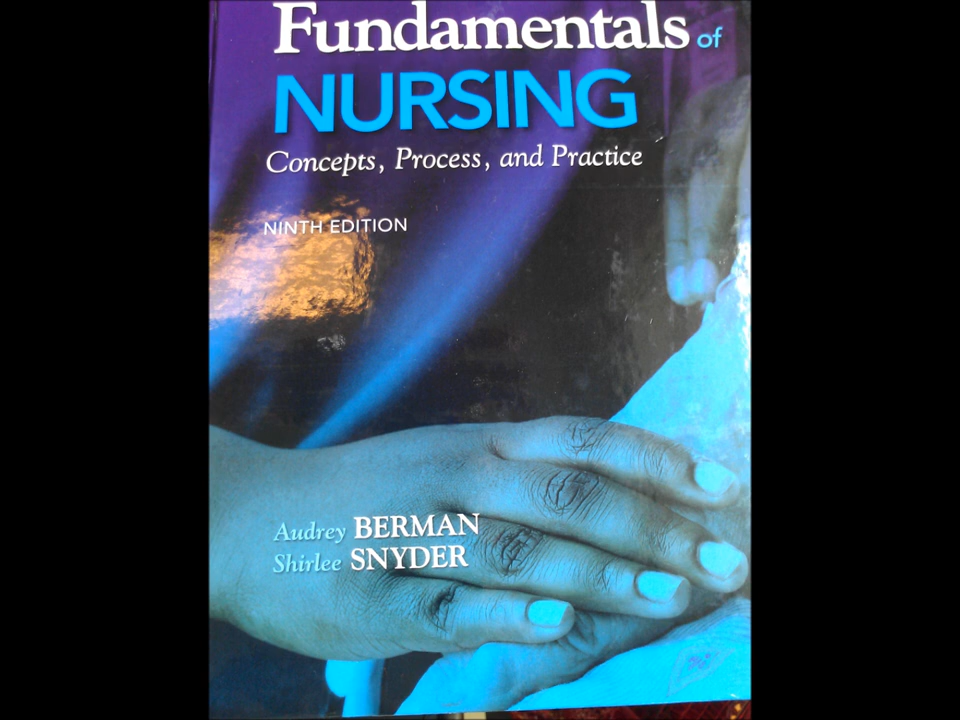 Fundamentals of
NURSING
Concepts, Process, and Practice
NINTH EDITION
Audrey BERMAN
Shirlee SNYDER